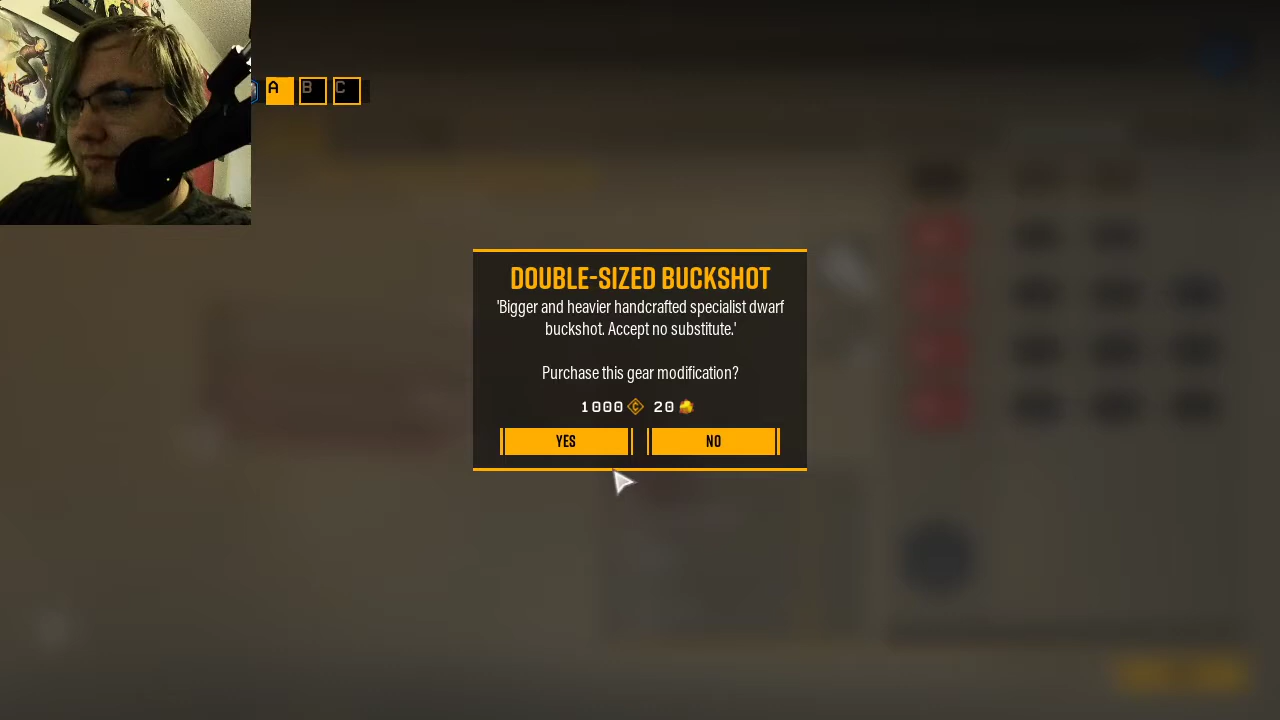 A B C
DOUBLE-SIZED BUCKSHOT
'Bigger and heavier handcrafted specialist dwarf
buckshot. Accept no substitute.'
Purchase this gear modification?
1000 20
YES NO